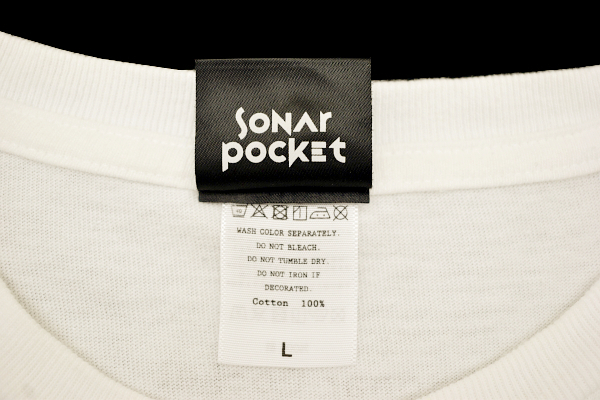 SONAR
POCKET
WASH COLOR SEPARATELY.
DO NOT BLEACH.
DO NOT TUMBLE DRY.
DO NOT IRON IF
DECORATED.
Cotton 100%
L